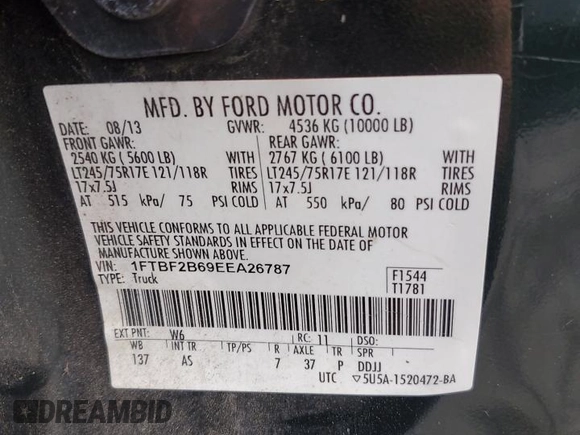 MFD. BY FORD MOTOR CO.
DATE: 08/13 GVWR: 4536 KG (10000 LB)
FRONT GAWR: REAR GAWR:
2540 KG ( 5600 LB) WITH 2767 KG ( 6100 LB) WITH
LT245/75R17E 121/118R TIRES LT245/75R17E 121/118R TIRES
17x7.5J RIMS 17x7.5J RIMS
AT 515 kPa/ 75 PSI COLD AT 550 kPa/ 80 PSI COLD
THIS VEHICLE CONFORMS TO ALL APPLICABLE FEDERAL MOTOR
VEHICLE SAFETY STANDARDS IN EFFECT ON THE DATE OF
MANUFACTURE SHOWN ABOVE.
VIN: 1FTBF2B69EEA26787
TYPE: Truck
F1544
T1781
EXT PNT: W6 RC: 11 DSO:
WB INT TR TP/PS R AXLE TR SPR
137 AS 7 37 P DDJJ
UTC ▽5U5A-1520472-BA
DREAMBID